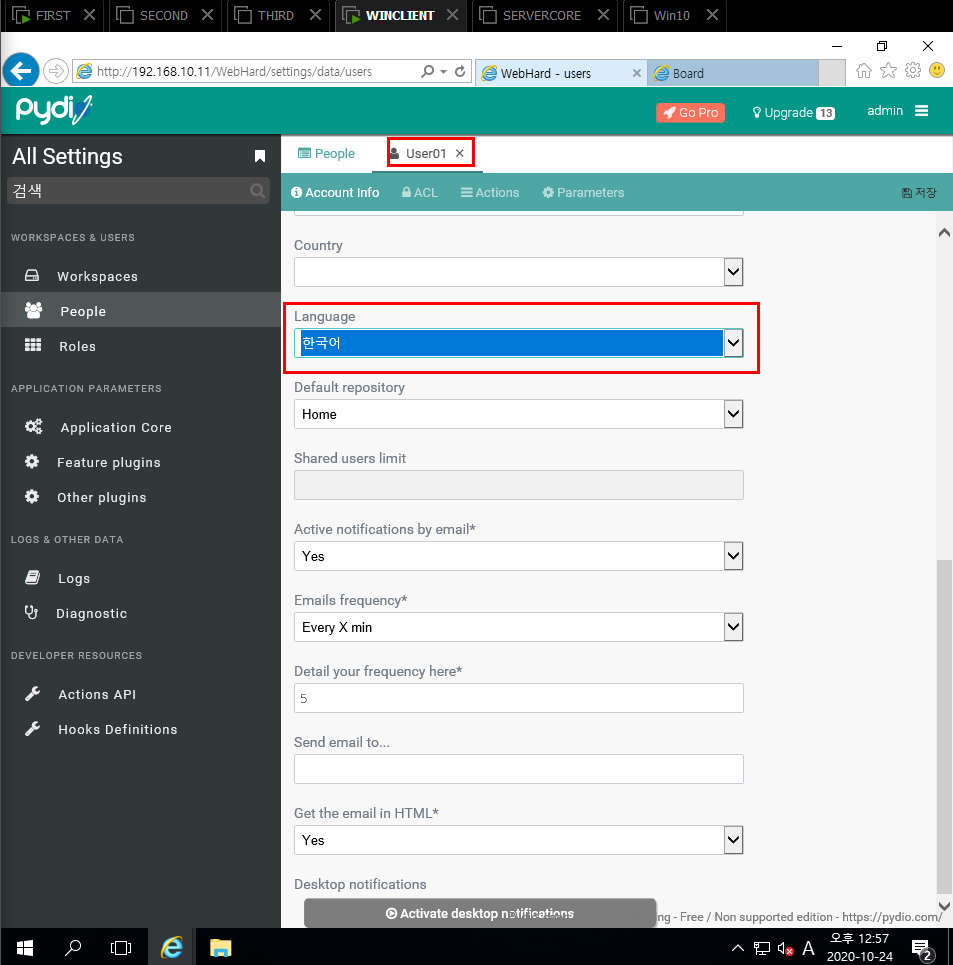 FIRST SECOND THIRD WINCLIENT SERVERCORE Win10
http://192.168.10.11/WebHard/settings/data/users WebHard - users Board
pydio Go Pro Upgrade 13 admin
All Settings
검색
WORKSPACES & USERS
Workspaces
People
Roles
APPLICATION PARAMETERS
Application Core
Feature plugins
Other plugins
LOGS & OTHER DATA
Logs
Diagnostic
DEVELOPER RESOURCES
Actions API
Hooks Definitions
People User01
Account Info ACL Actions Parameters 저장
Country
Language
한국어
Default repository
Home
Shared users limit
Active notifications by email*
Yes
Emails frequency*
Every X min
Detail your frequency here*
5
Send email to...
Get the email in HTML*
Yes
Desktop notifications
Activate desktop notifications
- Free / Non supported edition - https://pydio.com/
A 오후 12:57
2020-10-24 2